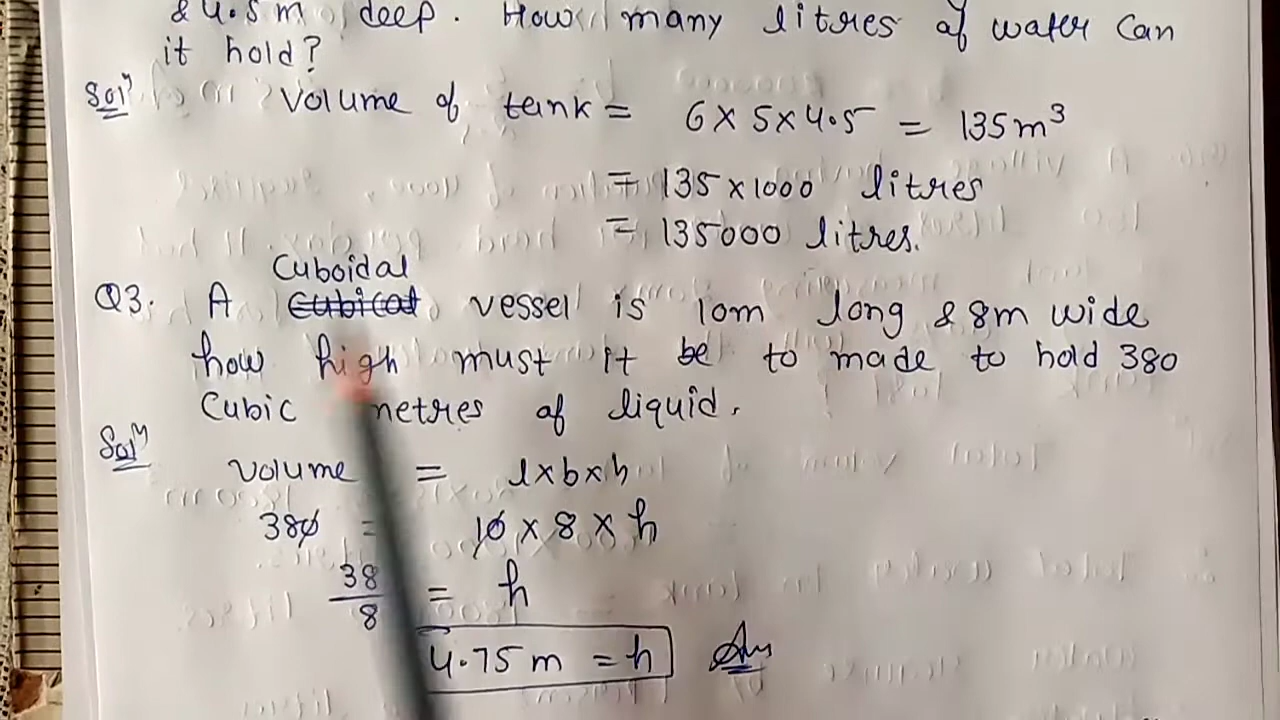 & 4.5 m deep. How many litres of water can
it hold?
Solⁿ Volume of tank = 6 × 5 × 4.5 = 135 m³
= 135 × 1000 litres
= 135000 litres.
Cuboidal
Q3. A cubical vessel is 10m long & 8m wide
how high must it be to made to hold 380
Cubic metres of liquid.
Solⁿ
Volume = l × b × h
380 = 10 × 8 × h
38/8 = h
4.75 m = h Ans